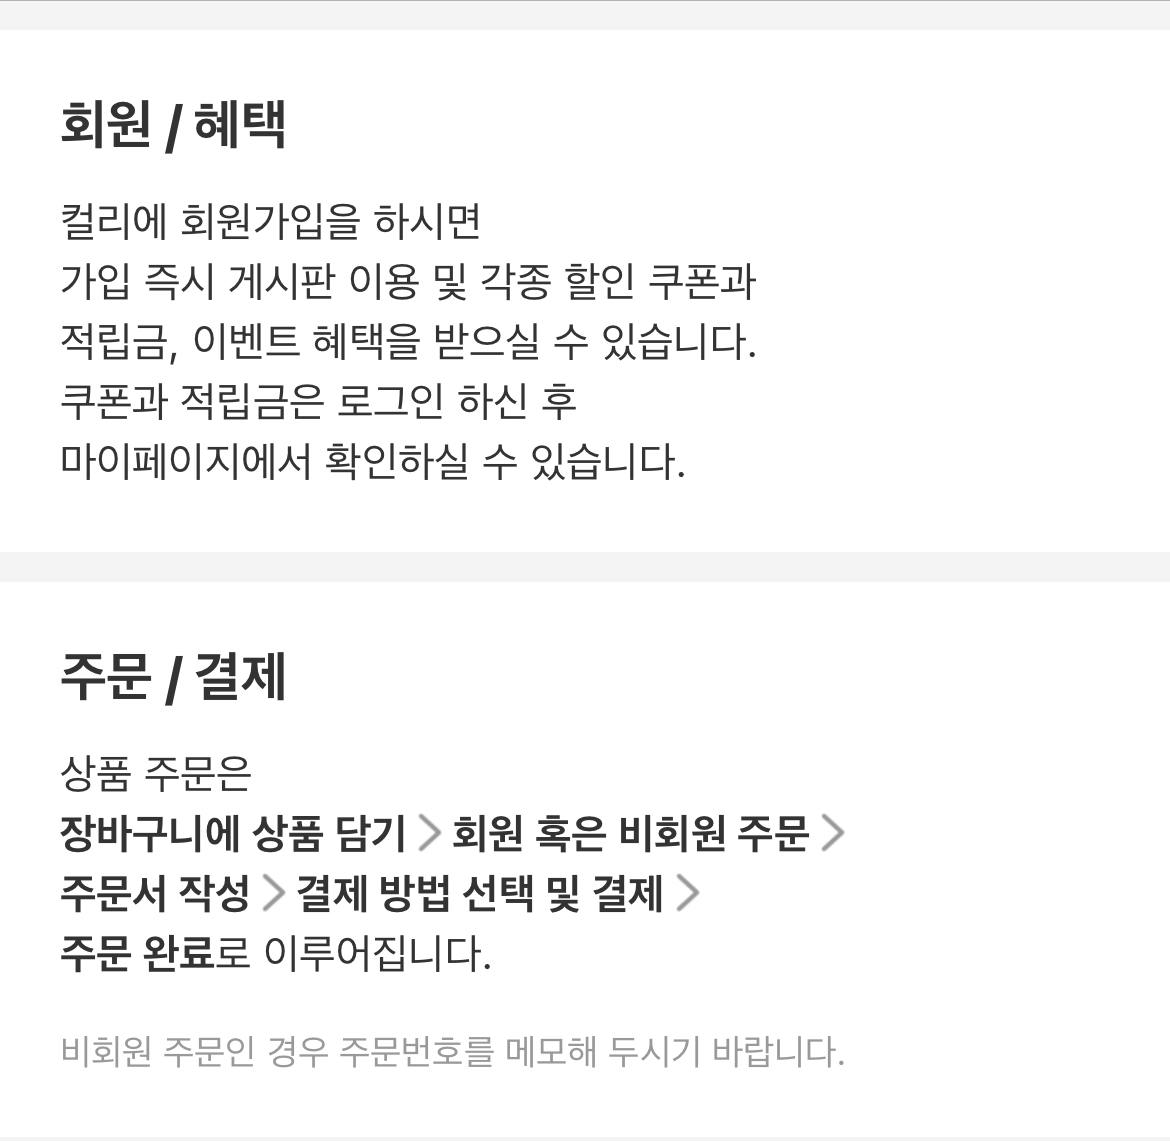 회원 / 혜택
컬리에 회원가입을 하시면
가입 즉시 게시판 이용 및 각종 할인 쿠폰과
적립금, 이벤트 혜택을 받으실 수 있습니다.
쿠폰과 적립금은 로그인 하신 후
마이페이지에서 확인하실 수 있습니다.
주문 / 결제
상품 주문은
장바구니에 상품 담기 > 회원 혹은 비회원 주문 >
주문서 작성 > 결제 방법 선택 및 결제 >
주문 완료로 이루어집니다.
비회원 주문인 경우 주문번호를 메모해 두시기 바랍니다.